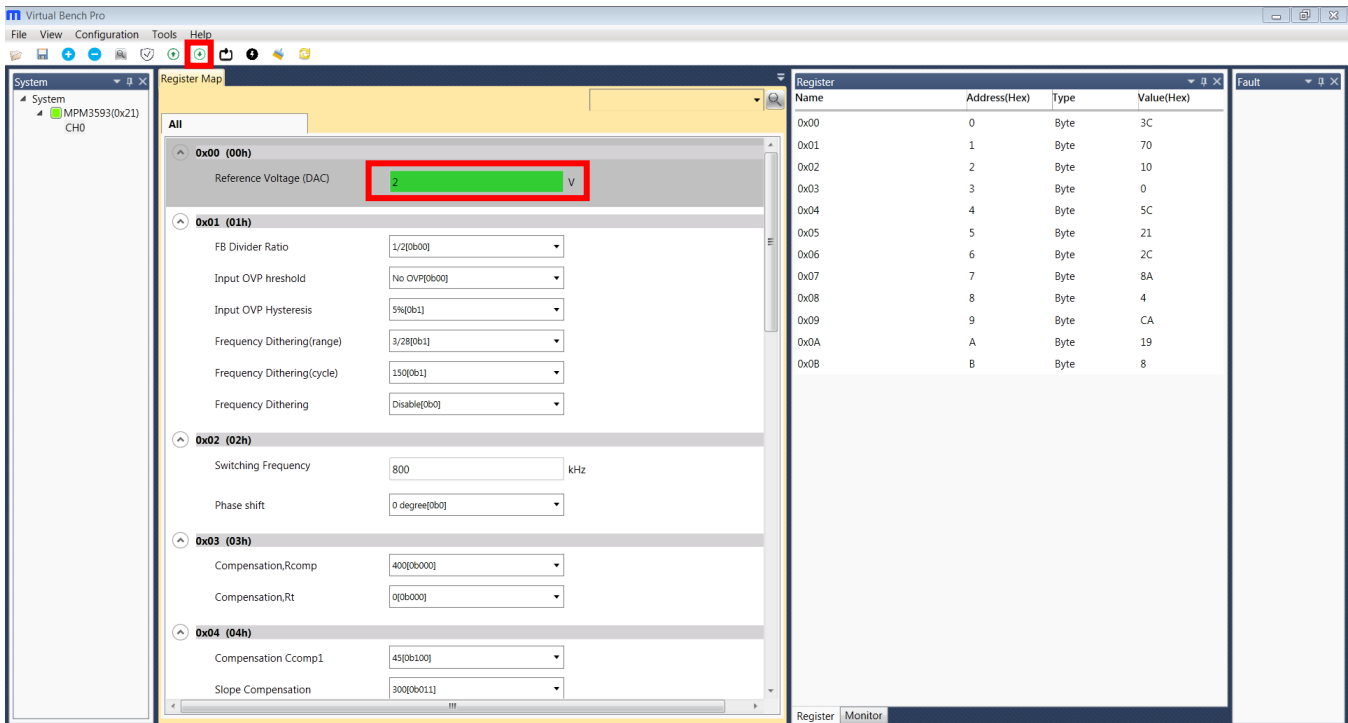 m Virtual Bench Pro
File View Configuration Tools Help
System
System
MPM3593(0x21)
CH0
Register Map
All
0x00 (00h)
Reference Voltage (DAC) 2 V
0x01 (01h)
FB Divider Ratio 1/2[0b00]
Input OVP hreshold No OVP[0b00]
Input OVP Hysteresis 5%[0b1]
Frequency Dithering(range) 3/28[0b1]
Frequency Dithering(cycle) 150[0b1]
Frequency Dithering Disable[0b0]
0x02 (02h)
Switching Frequency 800 kHz
Phase shift 0 degree[0b0]
0x03 (03h)
Compensation,Rcomp 400[0b000]
Compensation,Rt 0[0b000]
0x04 (04h)
Compensation Ccomp1 45[0b100]
Slope Compensation 300[0b011]
Register
Name Address(Hex) Type Value(Hex)
0x00 0 Byte 3C
0x01 1 Byte 70
0x02 2 Byte 10
0x03 3 Byte 0
0x04 4 Byte 5C
0x05 5 Byte 21
0x06 6 Byte 2C
0x07 7 Byte 8A
0x08 8 Byte 4
0x09 9 Byte CA
0x0A A Byte 19
0x0B B Byte 8
Register Monitor
Fault